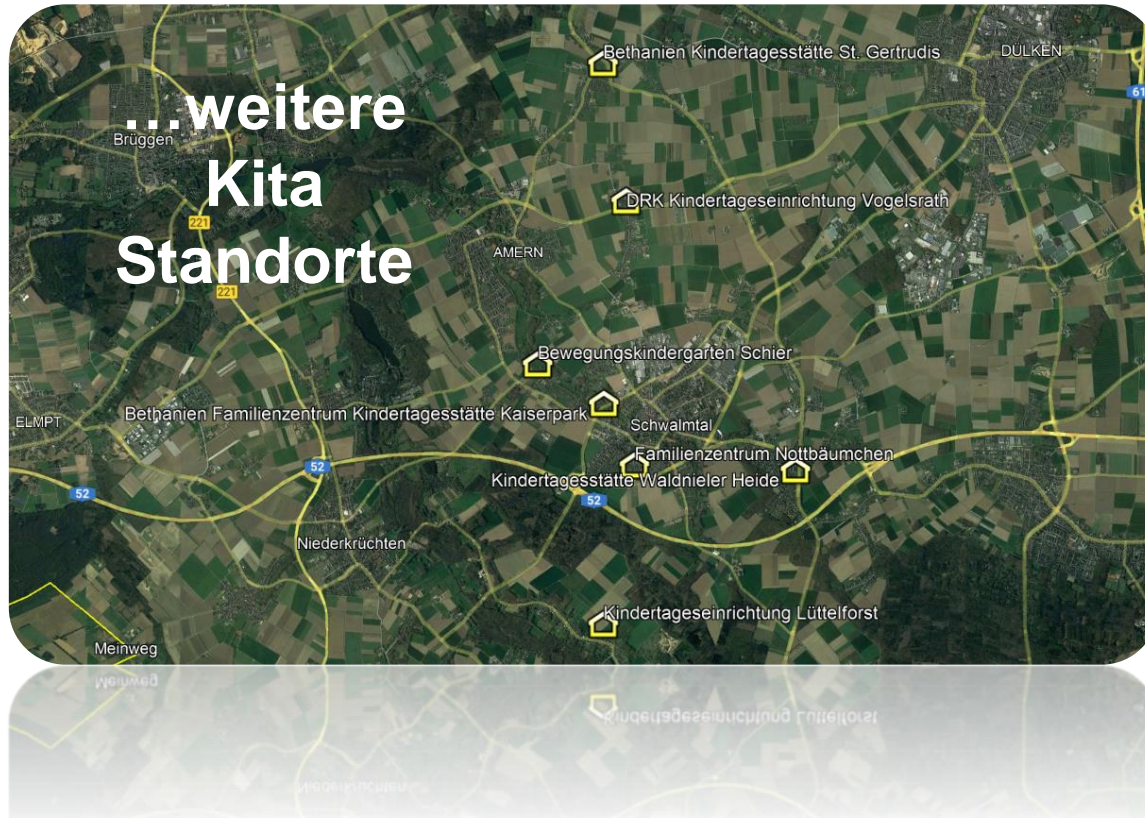 …weitere
Kita
Standorte
Bethanien Kindertagesstätte St. Gertrudis
DÜLKEN
61
Brüggen
DRK Kindertageseinrichtung Vogelsrath
221
AMERN
221
Bewegungskindergarten Schier
Bethanien Familienzentrum Kindertagesstätte Kaiserpark
ELMPT
Schwalmtal
Familienzentrum Nottbäumchen
52
Kindertagesstätte Waldnieler Heide
52
52
Niederkrüchten
Kindertageseinrichtung Lüttelforst
Meinweg